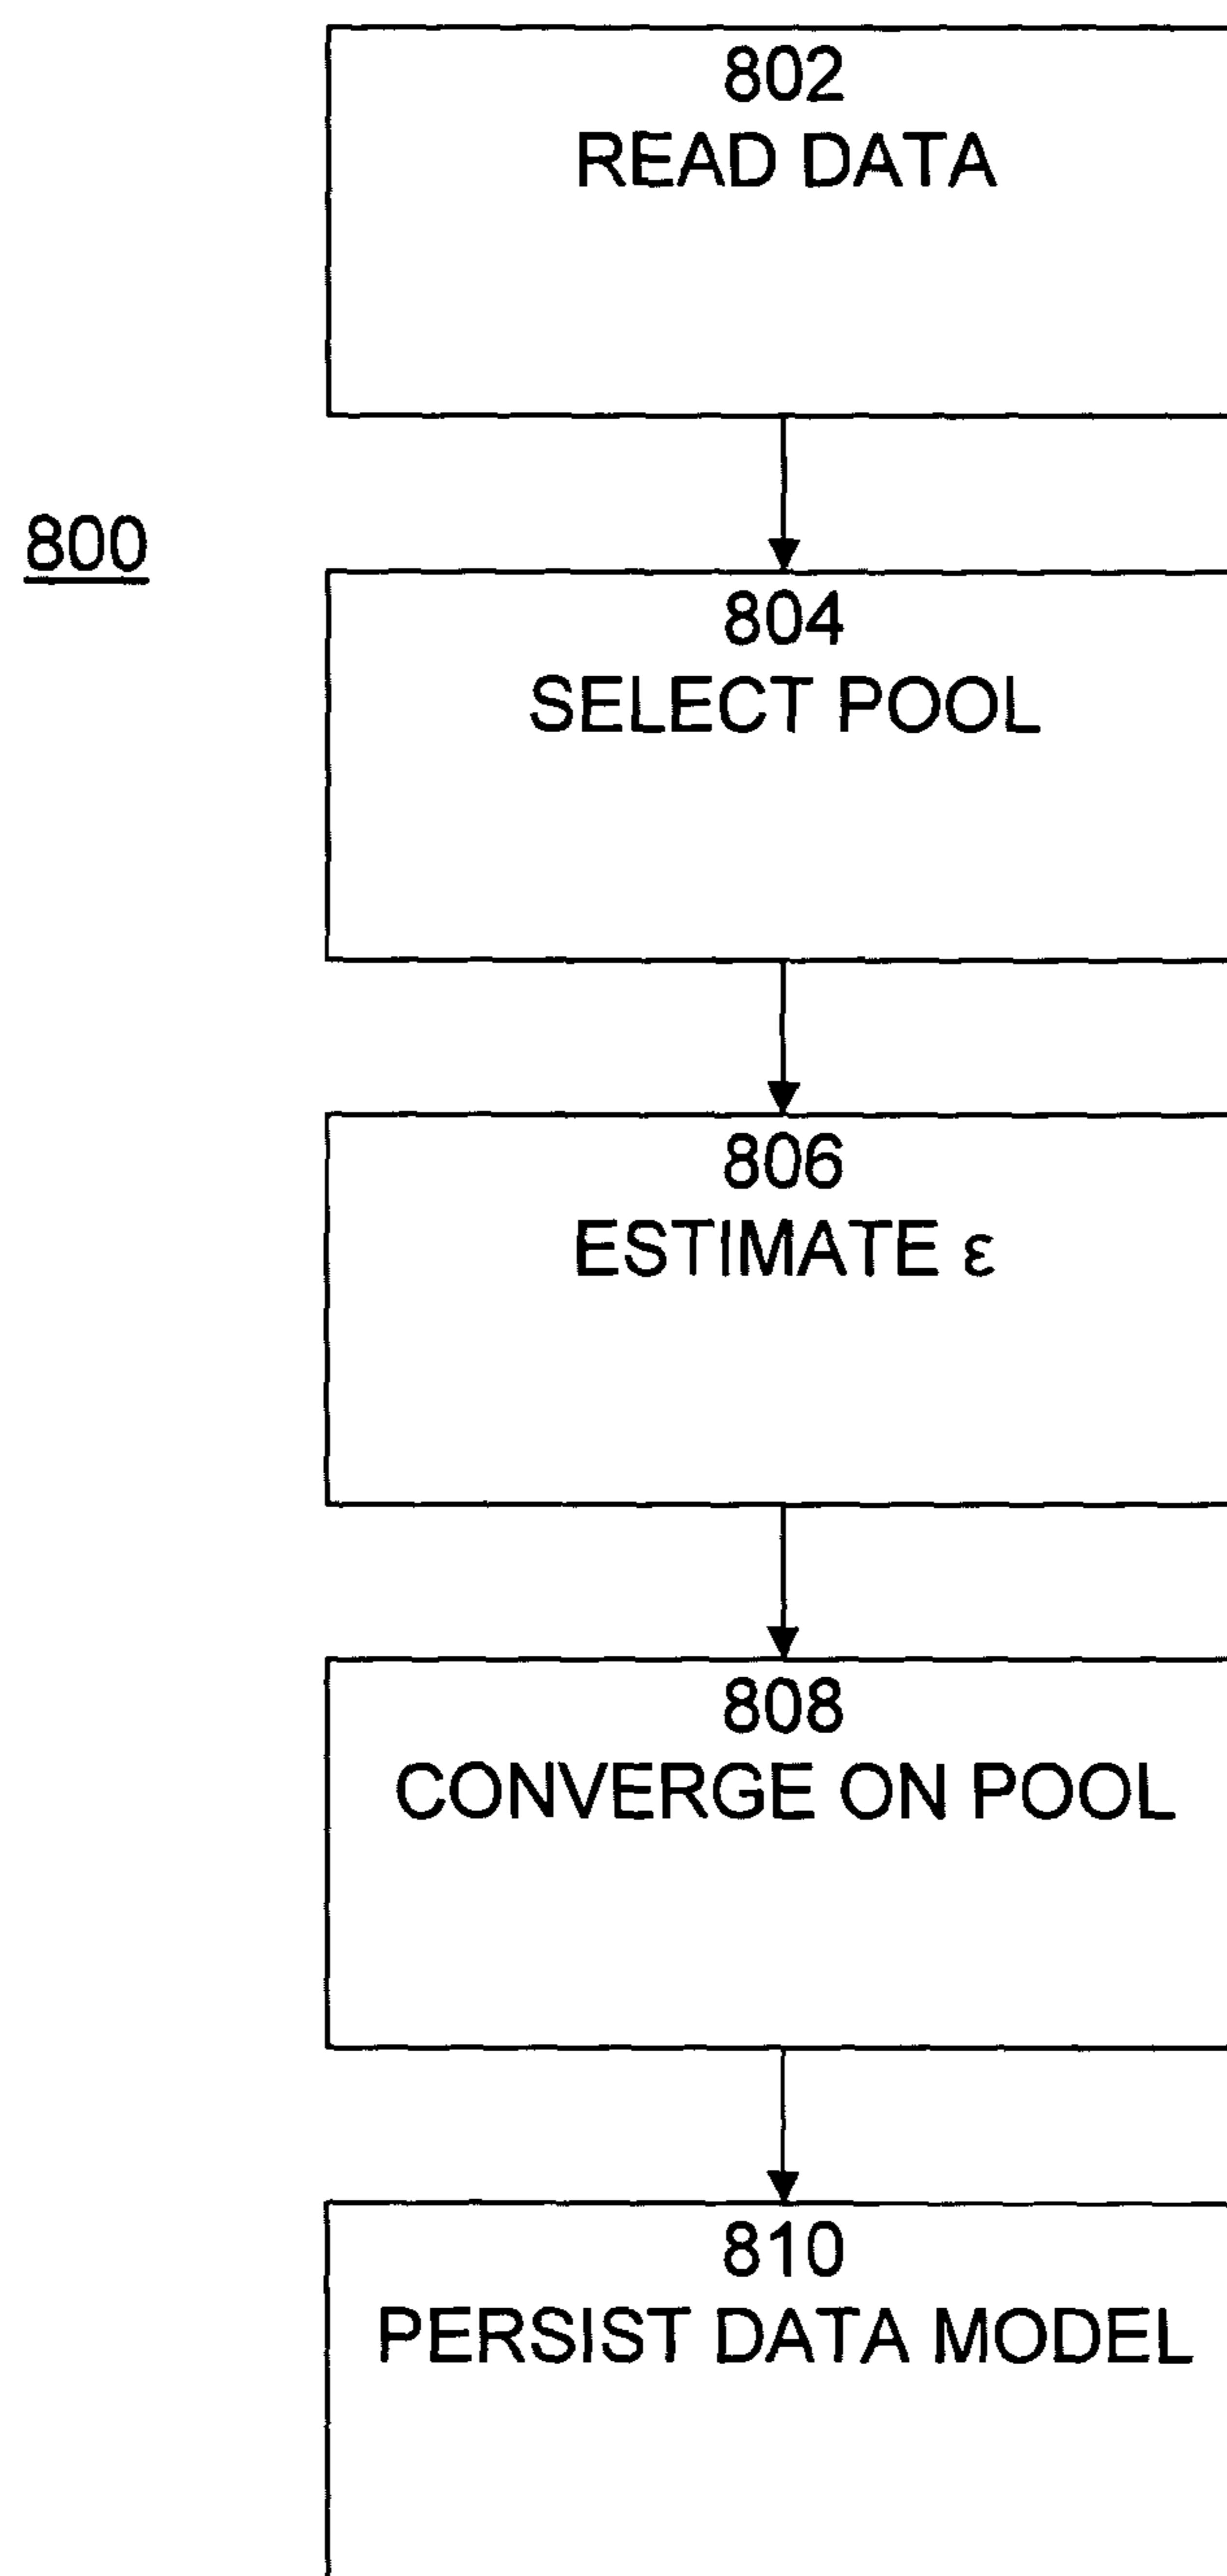 802
READ DATA
800
804
SELECT POOL
806
ESTIMATE ε
808
CONVERGE ON POOL
810
PERSIST DATA MODEL